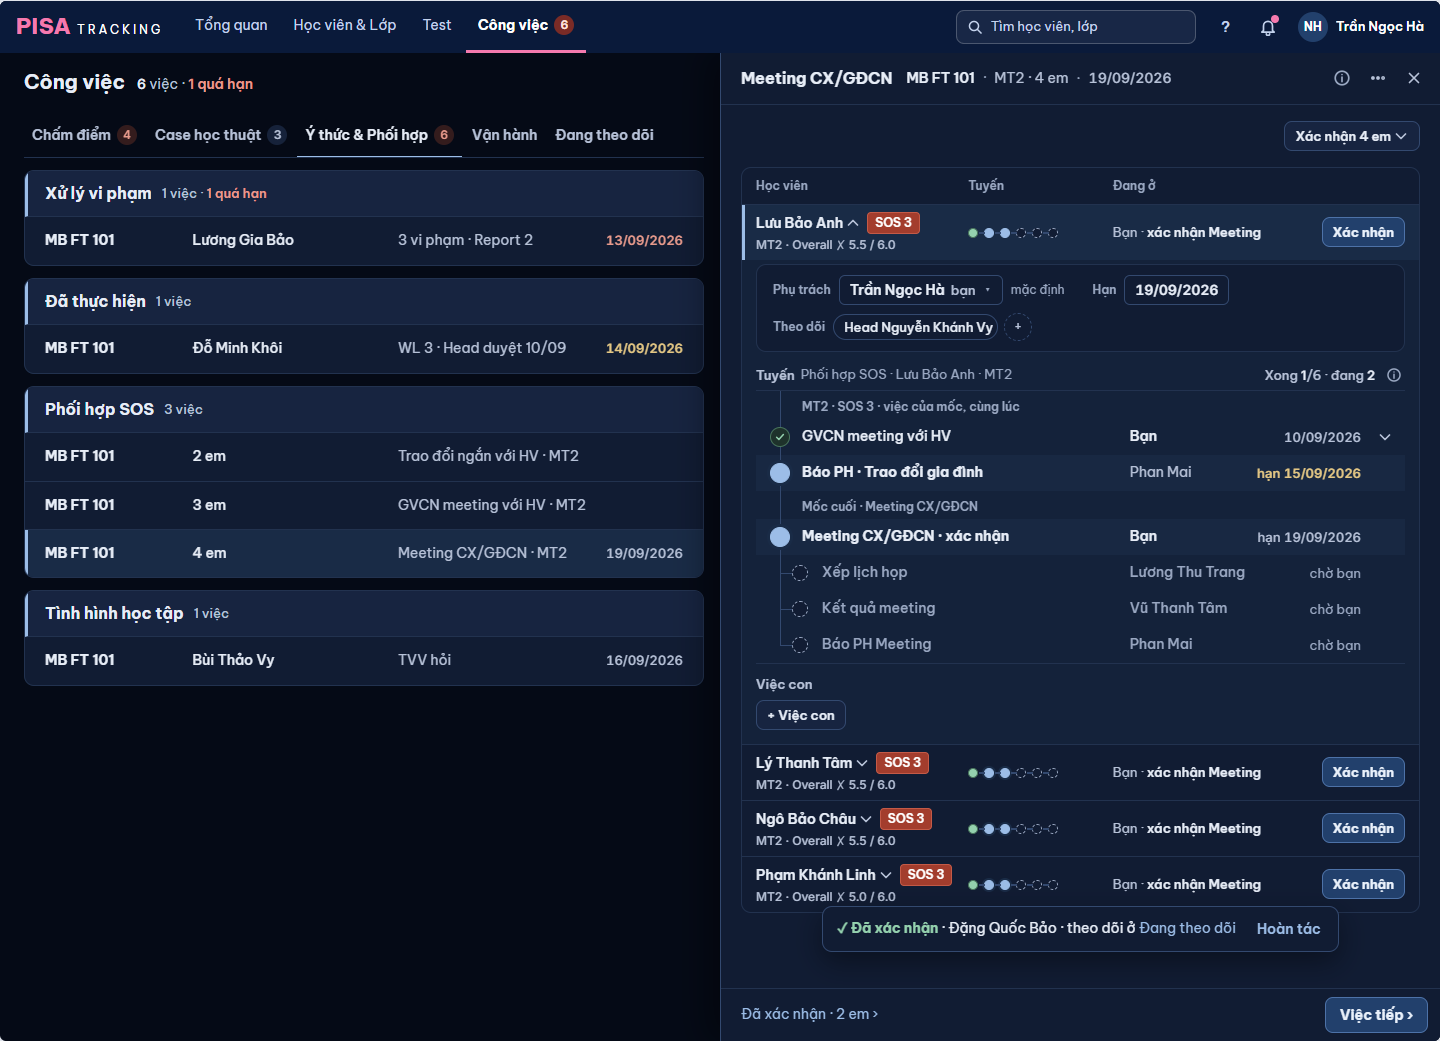 PISA TRACKING Tổng quan Học viên & Lớp Test Công việc 6 Tìm học viên, lớp ? NH Trần Ngọc Hà
Công việc 6 việc · 1 quá hạn
Chấm điểm 4 Case học thuật 3 Ý thức & Phối hợp 6 Vận hành Đang theo dõi
Xử lý vi phạm 1 việc · 1 quá hạn
MB FT 101 Lương Gia Bảo 3 vi phạm · Report 2 13/09/2026
Đã thực hiện 1 việc
MB FT 101 Đỗ Minh Khôi WL 3 · Head duyệt 10/09 14/09/2026
Phối hợp SOS 3 việc
MB FT 101 2 em Trao đổi ngắn với HV · MT2
MB FT 101 3 em GVCN meeting với HV · MT2
MB FT 101 4 em Meeting CX/GĐCN · MT2 19/09/2026
Tình hình học tập 1 việc
MB FT 101 Bùi Thảo Vy TVV hỏi 16/09/2026
Meeting CX/GĐCN MB FT 101 · MT2 · 4 em · 19/09/2026
Xác nhận 4 em
Học viên Tuyến Đang ở
Lưu Bảo Anh SOS 3
MT2 · Overall ✗ 5.5 / 6.0
Bạn · xác nhận Meeting Xác nhận
Phụ trách Trần Ngọc Hà bạn mặc định Hạn 19/09/2026
Theo dõi Head Nguyễn Khánh Vy +
Tuyến Phối hợp SOS · Lưu Bảo Anh · MT2 Xong 1/6 · đang 2
MT2 · SOS 3 · việc của mốc, cùng lúc
GVCN meeting với HV Bạn 10/09/2026
Báo PH · Trao đổi gia đình Phan Mai hạn 15/09/2026
Mốc cuối · Meeting CX/GĐCN
Meeting CX/GĐCN · xác nhận Bạn hạn 19/09/2026
Xếp lịch họp Lương Thu Trang chờ bạn
Kết quả meeting Vũ Thanh Tâm chờ bạn
Báo PH Meeting Phan Mai chờ bạn
Việc con
+ Việc con
Lý Thanh Tâm SOS 3
MT2 · Overall ✗ 5.5 / 6.0
Bạn · xác nhận Meeting Xác nhận
Ngô Bảo Châu SOS 3
MT2 · Overall ✗ 5.5 / 6.0
Bạn · xác nhận Meeting Xác nhận
Phạm Khánh Linh SOS 3
MT2 · Overall ✗ 5.0 / 6.0
Bạn · xác nhận Meeting Xác nhận
✓ Đã xác nhận · Đặng Quốc Bảo · theo dõi ở Đang theo dõi Hoàn tác
Đã xác nhận · 2 em › Việc tiếp ›